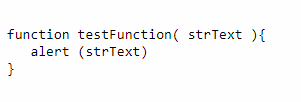 function testFunction( strText ){
   alert (strText)
}